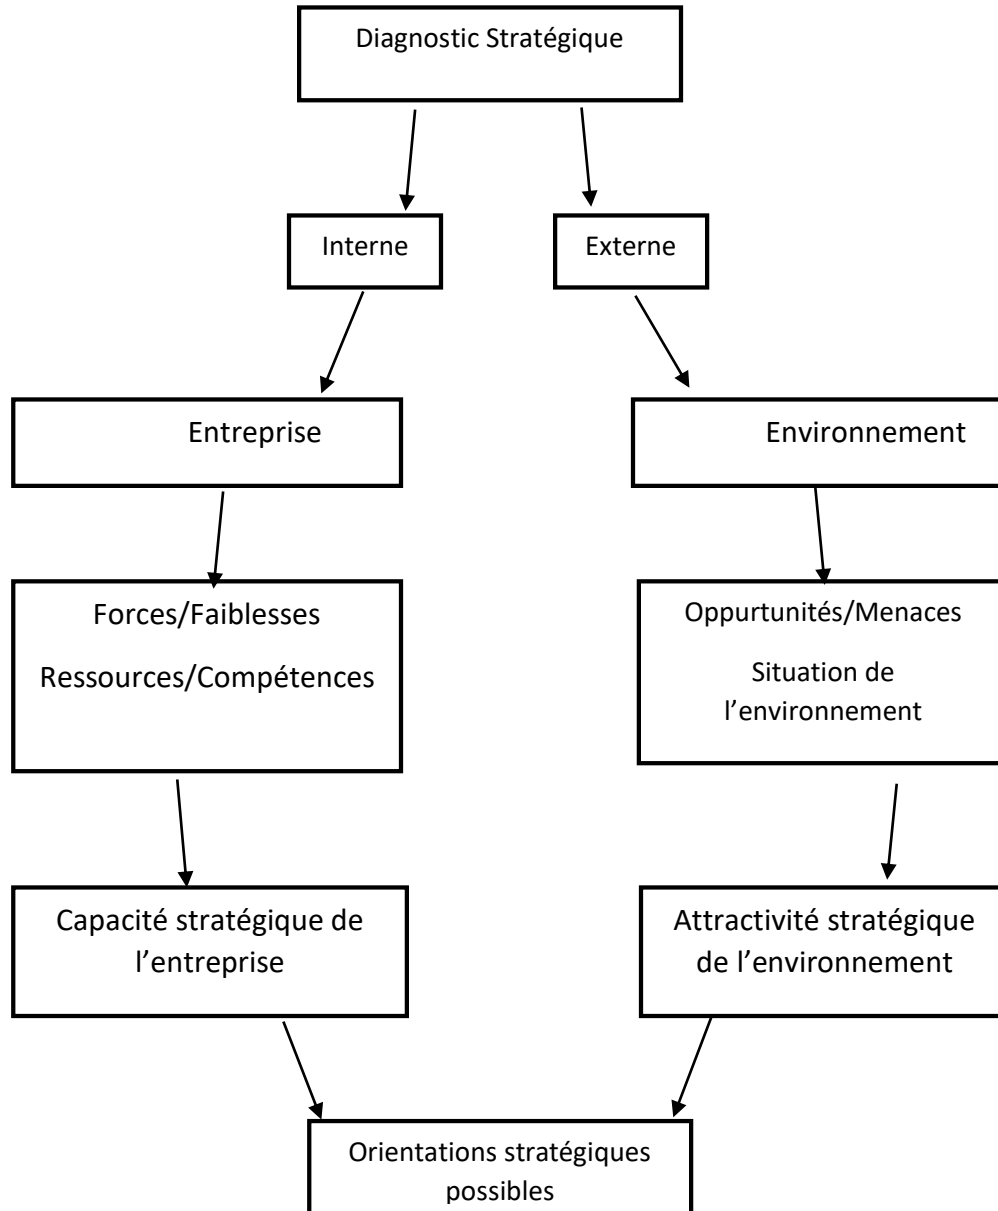 Diagnostic Stratégique
Interne
Externe
Entreprise
Environnement
Forces/Faiblesses
Ressources/Compétences
Oppurtunités/Menaces
Situation de
l’environnement
Capacité stratégique de
l’entreprise
Attractivité stratégique
de l’environnement
Orientations stratégiques
possibles